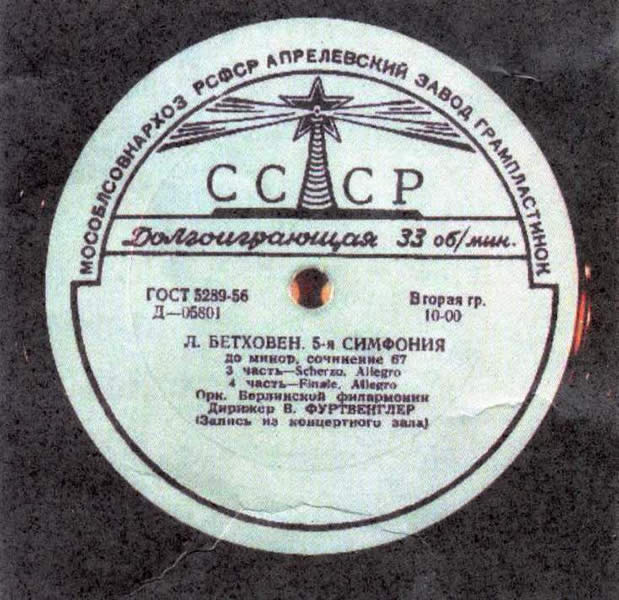 МОСОБЛСОВНАРХОЗ РСФСР АПРЕЛЕВСКИЙ ЗАВОД ГРАМПЛАСТИНОК
СССР
Долгоиграющая 33 об/мин.
ГОСТ 5289-56
Д—05801
Вторая гр.
10-00
Л. БЕТХОВЕН. 5-я СИМФОНИЯ
до минор, сочинение 67
3 часть—Scherzo, Allegro
4 часть—Finale, Allegro
Орк. Берлинской филармонии
Дирижер В. ФУРТВЕНГЛЕР
(Запись из концертного зала)